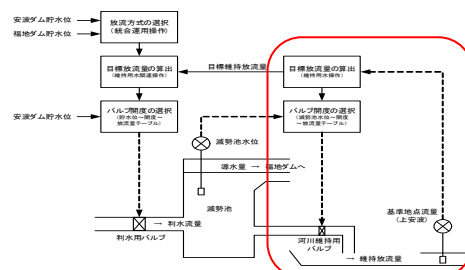 安波ダム貯水位
福地ダム貯水位
放流方式の選択
(統合運用操作)
目標放流量の算出
(維持用水関連操作)
目標維持放流量
目標放流量の算出
(維持用水操作)
安波ダム貯水位
バルブ開度の選択
(貯水位~開度~
放流量テーブル)
バルブ開度の選択
(減勢池水位~開度
~放流量テーブル)
減勢池水位
導水量 → 福地ダムへ
減勢池
→ 利水流量
利水用バルブ
河川維持用
バルブ
基準地点流量
(上安波)
→ 維持放流量